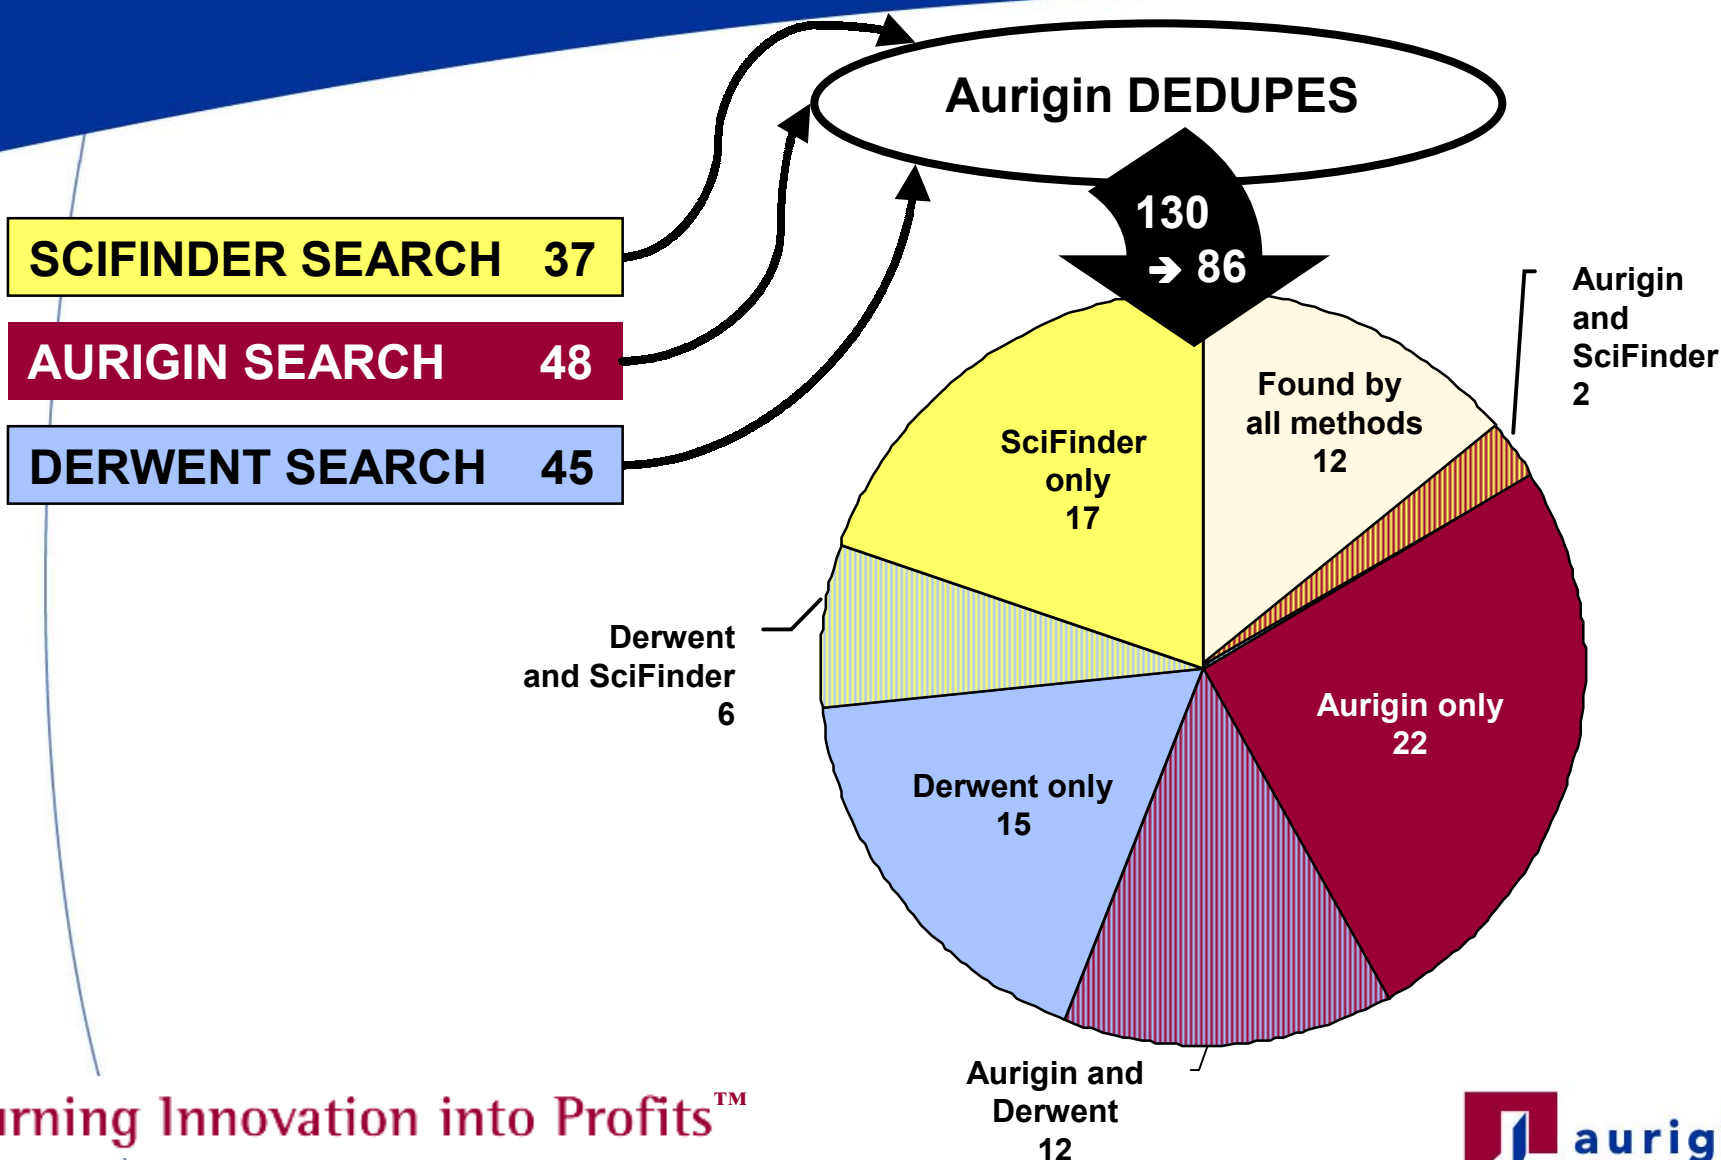 Aurigin DEDUPES
130
➔ 86
SCIFINDER SEARCH 37
AURIGIN SEARCH 48
DERWENT SEARCH 45
Aurigin
and
SciFinder
2
Found by
all methods
12
SciFinder
only
17
Derwent
and SciFinder
6
Aurigin only
22
Derwent only
15
Aurigin and
Derwent
12
urning Innovation into Profits™
aurig